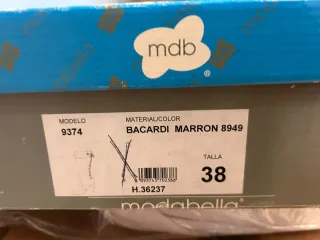 mdb
®
MODELO
9374
MATERIAL/COLOR
BACARDI MARRON 8949
TALLA
38
H.36237
modabella